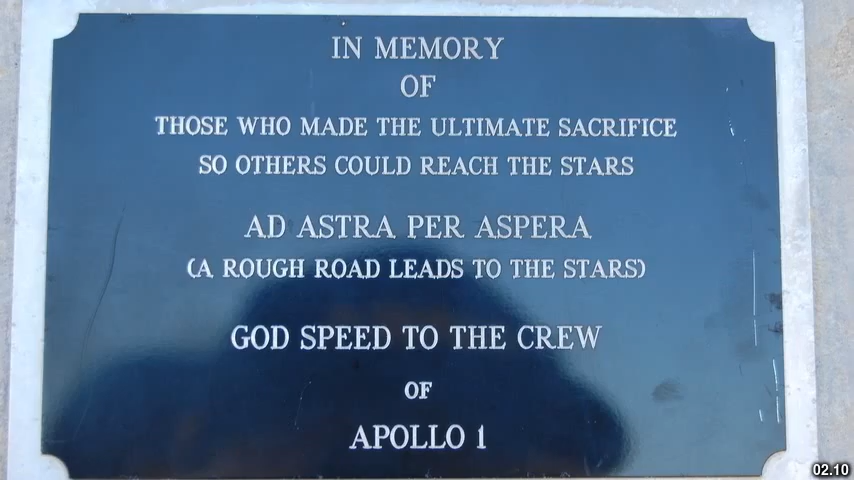 IN MEMORY
OF
THOSE WHO MADE THE ULTIMATE SACRIFICE
SO OTHERS COULD REACH THE STARS
AD ASTRA PER ASPERA
(A ROUGH ROAD LEADS TO THE STARS)
GOD SPEED TO THE CREW
OF
APOLLO 1
02.10